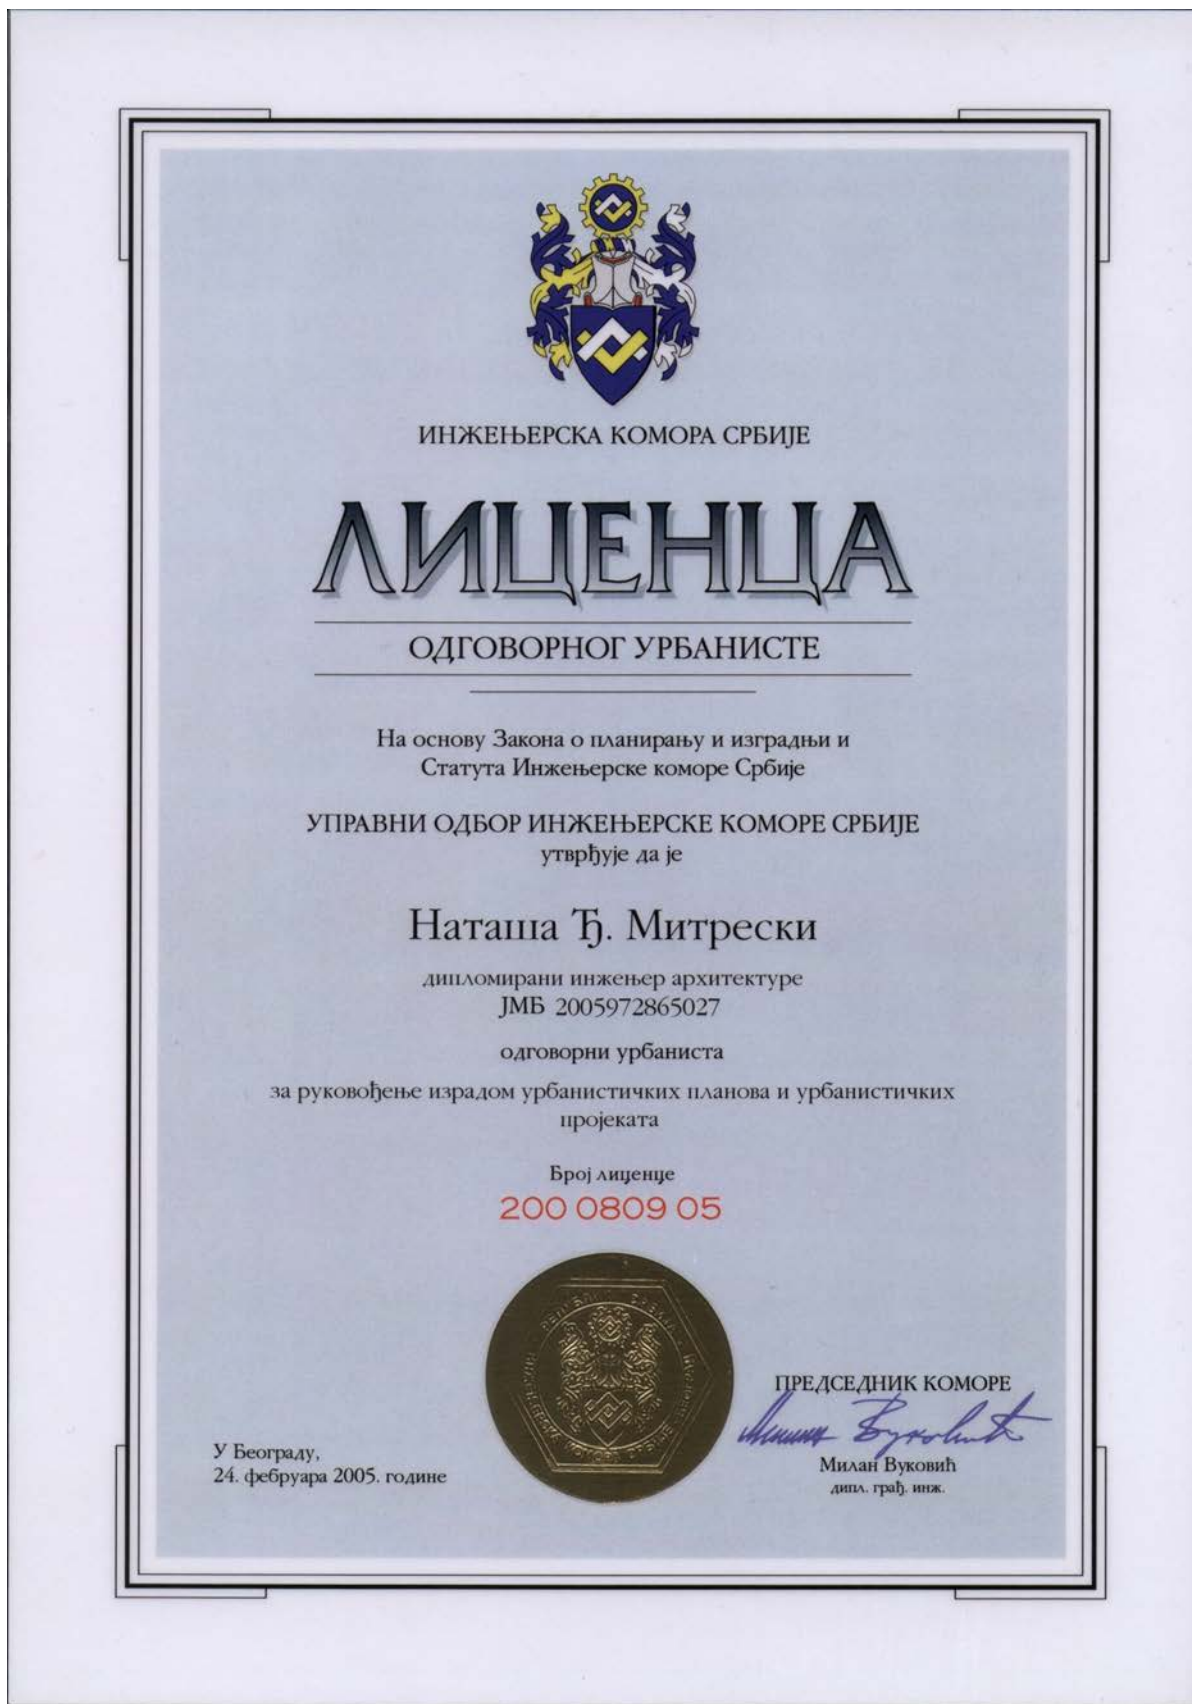 ИНЖЕЊЕРСКА КОМОРА СРБИЈЕ
ЛИЦЕНЦА
ОДГОВОРНОГ УРБАНИСТЕ
На основу Закона о планирању и изградњи и
Статута Инжењерске коморе Србије
УПРАВНИ ОДБОР ИНЖЕЊЕРСКЕ КОМОРЕ СРБИЈЕ
утврђује да је
Наташа Ђ. Митрески
дипломирани инжењер архитектуре
ЈМБ 2005972865027
одговорни урбаниста
за руковођење израдом урбанистичких планова и урбанистичких
пројеката
Број лиценце
200 0809 05
ПРЕДСЕДНИК КОМОРЕ
Милан Вуковић
Милан Вуковић
дипл. грађ. инж.
У Београду,
24. фебруара 2005. године